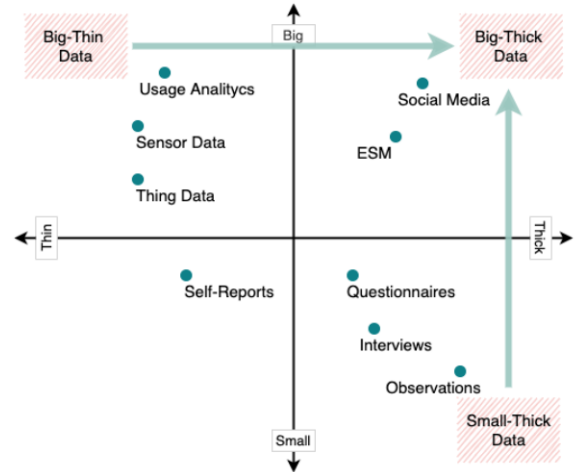 Big-Thin
Data
Big
Big-Thick
Data
Usage Analitycs
Social Media
Sensor Data
ESM
Thing Data
Thin
Thick
Self-Reports
Questionnaires
Interviews
Observations
Small-Thick
Data
Small